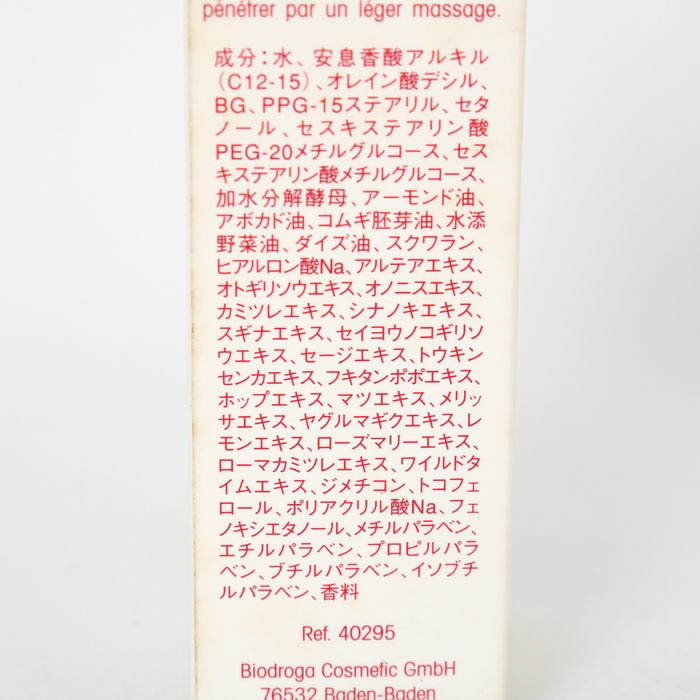 pénétrer par un léger massage.
成分：水、安息香酸アルキル
（C12-15）、オレイン酸デシル、
BG、PPG-15ステアリル、セタ
ノール、セスキステアリン酸
PEG-20メチルグルコース、セス
キステアリン酸メチルグルコース、
加水分解酵母、アーモンド油、
アボカド油、コムギ胚芽油、水添
野菜油、ダイズ油、スクワラン、
ヒアルロン酸Na、アルテアエキス、
オトギリソウエキス、オノニスエキス、
カミツレエキス、シナノキエキス、
スギナエキス、セイヨウノコギリソ
ウエキス、セージエキス、トウキン
センカエキス、フキタンポポエキス、
ホップエキス、マツエキス、メリッ
サエキス、ヤグルマギクエキス、レ
モンエキス、ローズマリーエキス、
ローマカミツレエキス、ワイルドタ
イムエキス、ジメチコン、トコフェ
ロール、ポリアクリル酸Na、フェ
ノキシエタノール、メチルパラベン、
エチルパラベン、プロピルパラ
ベン、ブチルパラベン、イソブチ
ルパラベン、香料
Ref. 40295
Biodroga Cosmetic GmbH
76532 Baden-Baden